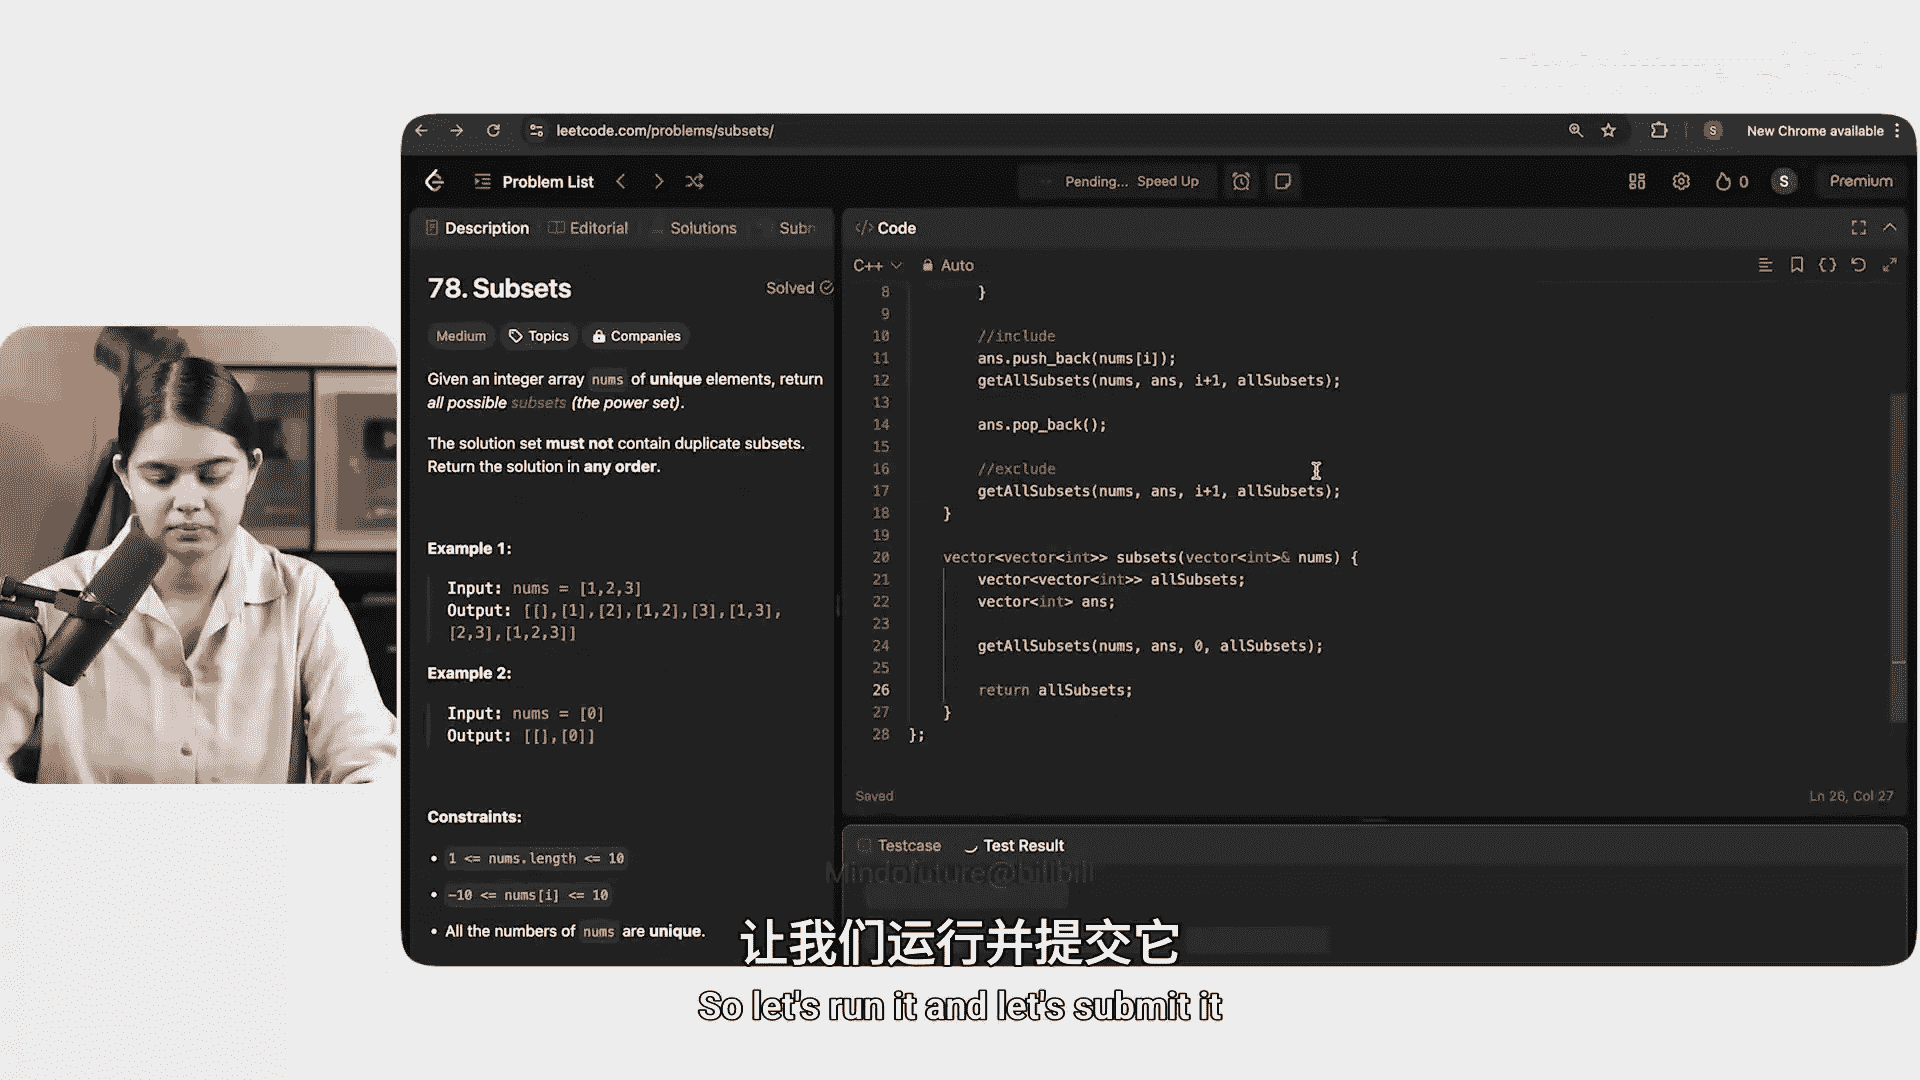 leetcode.com/problems/subsets/
S
New Chrome available
Problem List
Pending... Speed Up
0
S
Premium
Description
Editorial
Solutions
Code
C++
Auto
78. Subsets
Solved
Medium
Topics
Companies
Given an integer array nums of unique elements, return
all possible subsets (the power set).
The solution set must not contain duplicate subsets.
Return the solution in any order.
Example 1:
Input: nums = [1,2,3]
Output: [[],[1],[2],[1,2],[3],[1,3],
[2,3],[1,2,3]]
Example 2:
Input: nums = [0]
Output: [[],[0]]
Constraints:
1 <= nums.length <= 10
-10 <= nums[i] <= 10
All the numbers of nums are unique.
8 }
9
10 //include
11 ans.push_back(nums[i]);
12 getAllSubsets(nums, ans, i+1, allSubsets);
13
14 ans.pop_back();
15
16 //exclude
17 getAllSubsets(nums, ans, i+1, allSubsets);
18 }
19
20 vector<vector<int>> subsets(vector<int>& nums) {
21 vector<vector<int>> allSubsets;
22 vector<int> ans;
23
24 getAllSubsets(nums, ans, 0, allSubsets);
25
26 return allSubsets;
27 }
28 };
Saved
Ln 26, Col 27
Testcase
Test Result
Mindofuture@bilibili
让我们运行并提交它
So let's run it and let's submit it